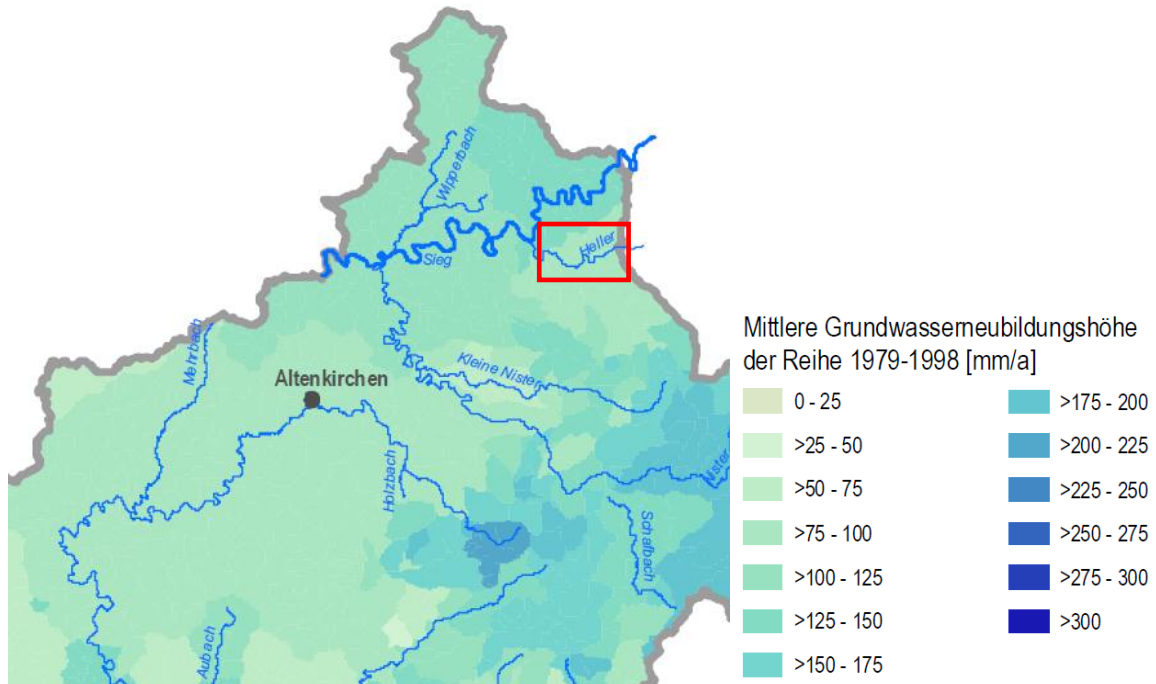 Wipperbach
Heller
Sieg
Mehrbach
Kleine Nister
Altenkirchen
Holzbach
Nister
Schafbach
Aubach
Mittlere Grundwasserneubildungshöhe
der Reihe 1979-1998 [mm/a]
0 - 25
>25 - 50
>50 - 75
>75 - 100
>100 - 125
>125 - 150
>150 - 175
>175 - 200
>200 - 225
>225 - 250
>250 - 275
>275 - 300
>300